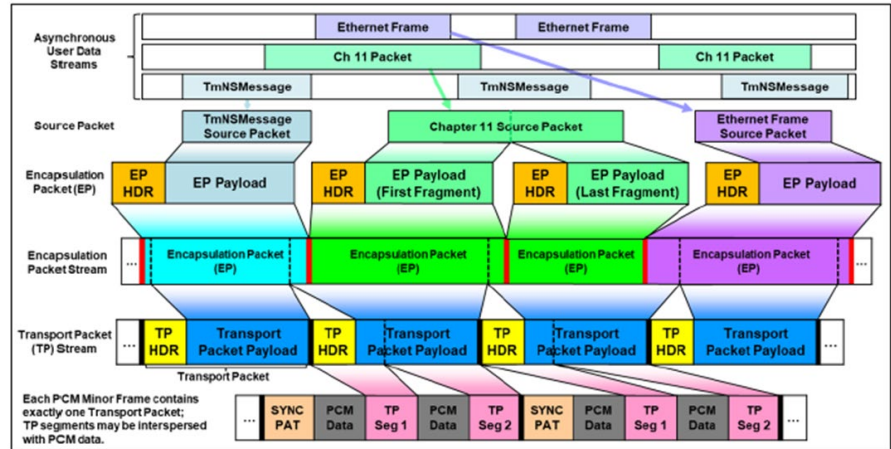 Asynchronous
User Data
Streams
Ethernet Frame
Ethernet Frame
Ch 11 Packet
Ch 11 Packet
TmNSMessage
TmNSMessage
TmNSMessage
Source Packet
TmNSMessage
Source Packet
Chapter 11 Source Packet
Ethernet Frame
Source Packet
Encapsulation
Packet (EP)
EP
HDR
EP Payload
EP
HDR
EP Payload
(First Fragment)
EP
HDR
EP Payload
(Last Fragment)
EP
HDR
EP Payload
Encapsulation
Packet Stream
...
Encapsulation Packet
(EP)
Encapsulation Packet
(EP)
Encapsulation Packet
(EP)
Encapsulation Packet
(EP)
...
Transport Packet
(TP) Stream
...
TP
HDR
Transport
Packet Payload
TP
HDR
Transport
Packet Payload
TP
HDR
Transport
Packet Payload
TP
HDR
Transport
Packet Payload
...
Transport Packet
Each PCM Minor Frame contains
exactly one Transport Packet;
TP segments may be interspersed
with PCM data.
...
SYNC
PAT
PCM
Data
TP
Seg 1
PCM
Data
TP
Seg 2
SYNC
PAT
PCM
Data
TP
Seg 1
PCM
Data
TP
Seg 2
...